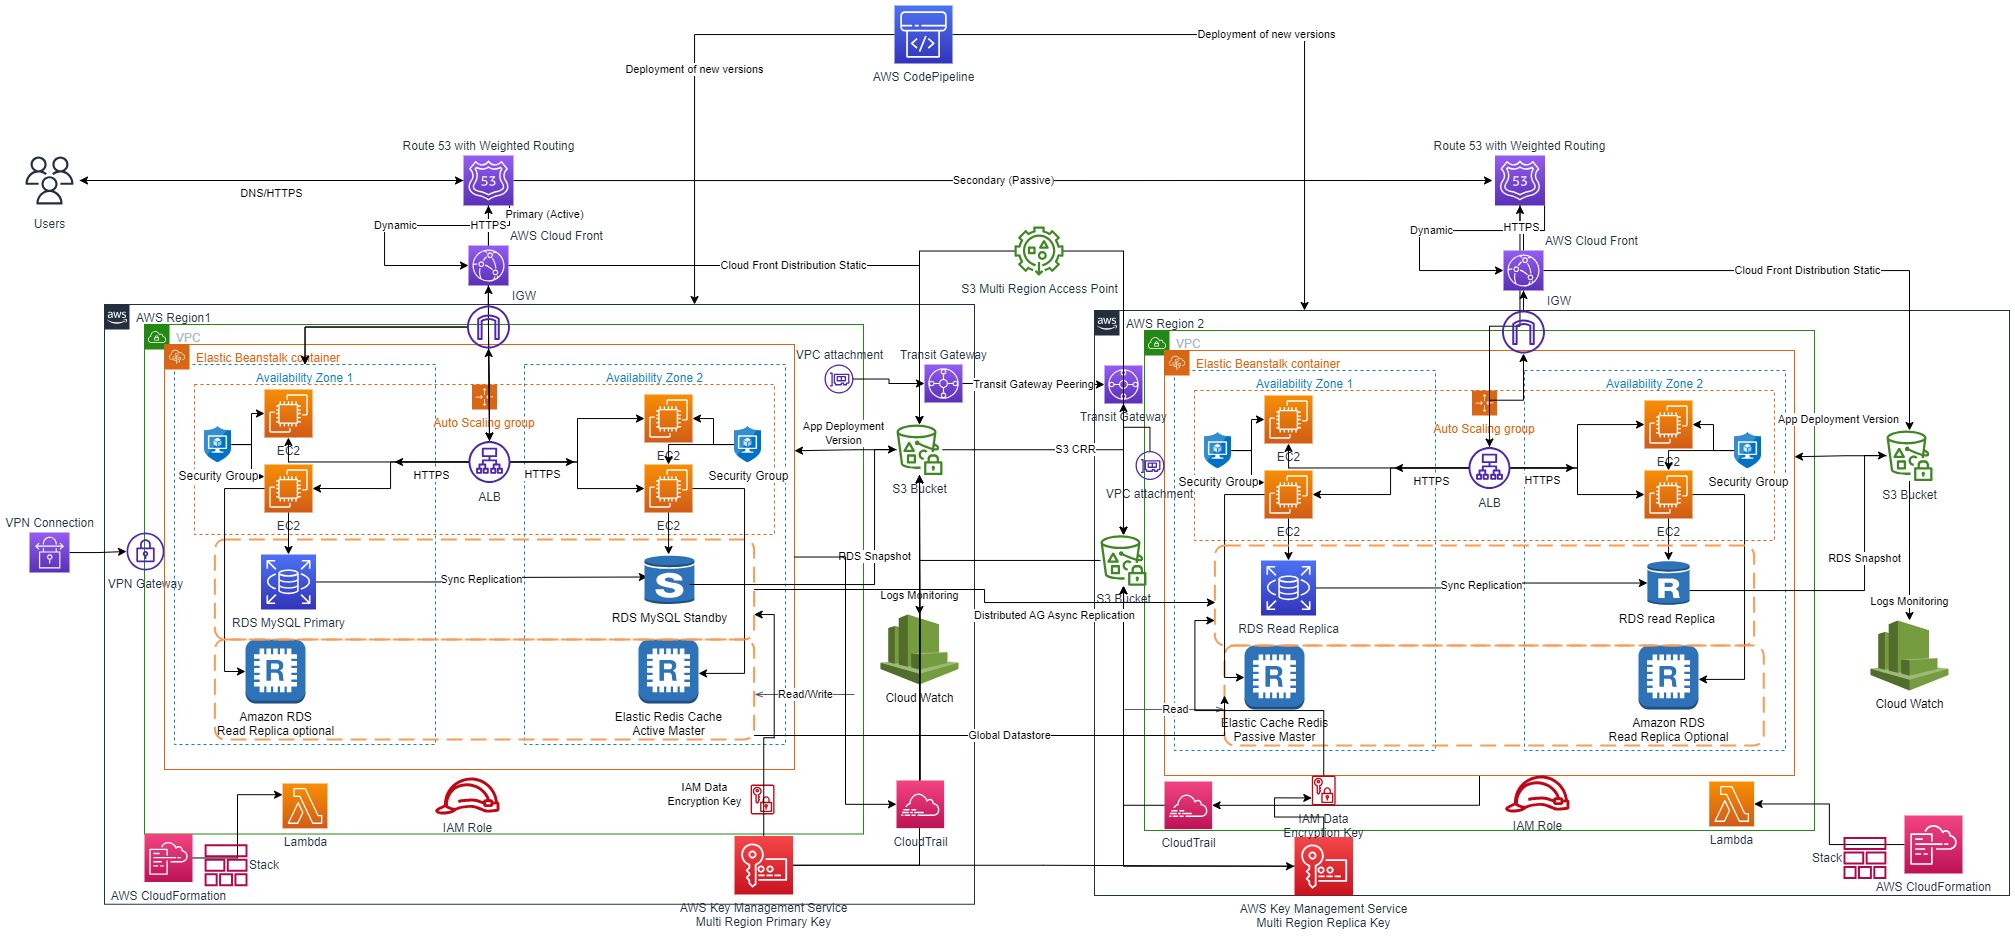 Deployment of new versions
Deployment of new versions
AWS CodePipeline
Route 53 with Weighted Routing
Route 53 with Weighted Routing
53
53
Users
DNS/HTTPS
Secondary (Passive)
Primary (Active)
Dynamic
HTTPS
AWS Cloud Front
Dynamic
HTTPS
AWS Cloud Front
Cloud Front Distribution Static
Cloud Front Distribution Static
S3 Multi Region Access Point
IGW
IGW
aws
AWS Region1
VPC
Elastic Beanstalk container
Availability Zone 1
Availability Zone 2
Auto Scaling group
EC2
EC2
Security Group
Security Group
HTTPS
HTTPS
ALB
EC2
EC2
VPN Connection
VPN Gateway
Sync Replication
RDS MySQL Primary
RDS MySQL Standby
S
R
R
Amazon RDS
Read Replica optional
Elastic Redis Cache
Active Master
VPC attachment
Transit Gateway
Transit Gateway Peering
Transit Gateway
App Deployment
Version
S3 Bucket
S3 CRR
VPC attachment
RDS Snapshot
Logs Monitoring
S3 Bucket
Distributed AG Async Replication
Read/Write
Cloud Watch
Read
Global Datastore
IAM Data
Encryption Key
IAM Role
Lambda
Stack
AWS CloudFormation
CloudTrail
AWS Key Management Service
Multi Region Primary Key
aws
AWS Region 2
VPC
Elastic Beanstalk container
Availability Zone 1
Availability Zone 2
Auto Scaling group
App Deployment Version
EC2
EC2
Security Group
Security Group
HTTPS
HTTPS
ALB
S3 Bucket
EC2
EC2
RDS Snapshot
Sync Replication
R
Logs Monitoring
RDS Read Replica
RDS read Replica
R
R
Cloud Watch
Elastic Cache Redis
Passive Master
Amazon RDS
Read Replica Optional
IAM Data
Encryption Key
IAM Role
CloudTrail
Lambda
Stack
AWS CloudFormation
AWS Key Management Service
Multi Region Replica Key